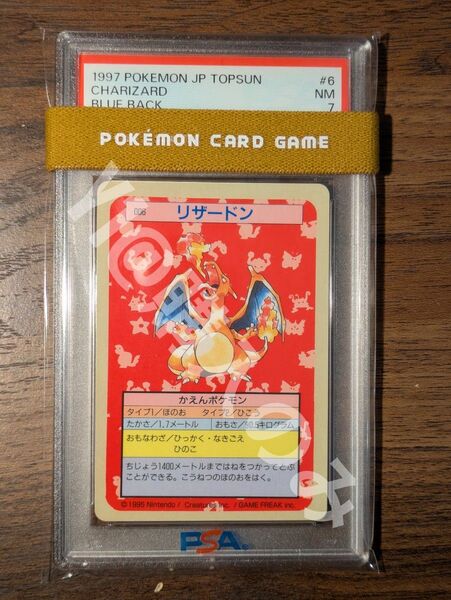 1997 POKEMON JP TOPSUN #6
CHARIZARD NM
BLUE BACK 7
POKÉMON CARD GAME
006 リザードン
かえんポケモン
タイプ1／ほのお タイプ2／ひこう
たかさ／1.7メートル おもさ／90.5キログラム
おもなわざ／ひっかく・なきごえ
ひのこ
ちじょう1400メートルまではねをつかってとぶ
ことができる。こうねつのほのおをはく。
©1995 Nintendo／Creatures inc.／GAME FREAK inc.
PSA